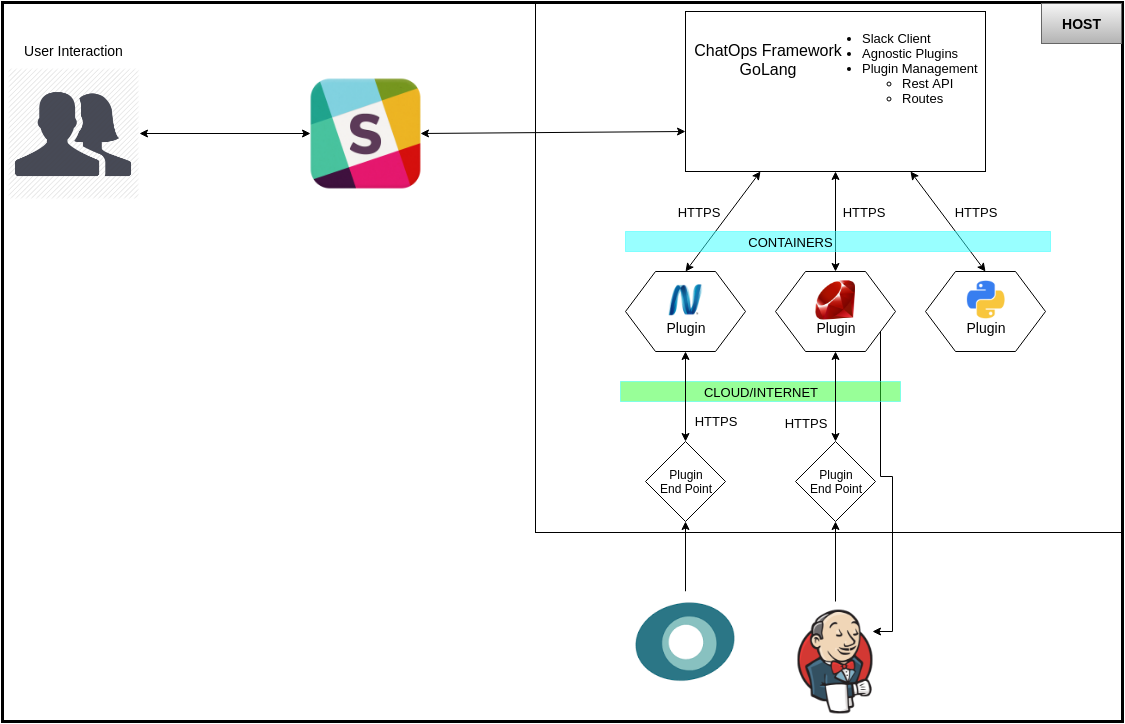 HOST
User Interaction
ChatOps Framework
GoLang
Slack Client
Agnostic Plugins
Plugin Management
Rest API
Routes
S
HTTPS
HTTPS
HTTPS
CONTAINERS
N
Plugin
Plugin
Plugin
CLOUD/INTERNET
HTTPS
HTTPS
Plugin
End Point
Plugin
End Point